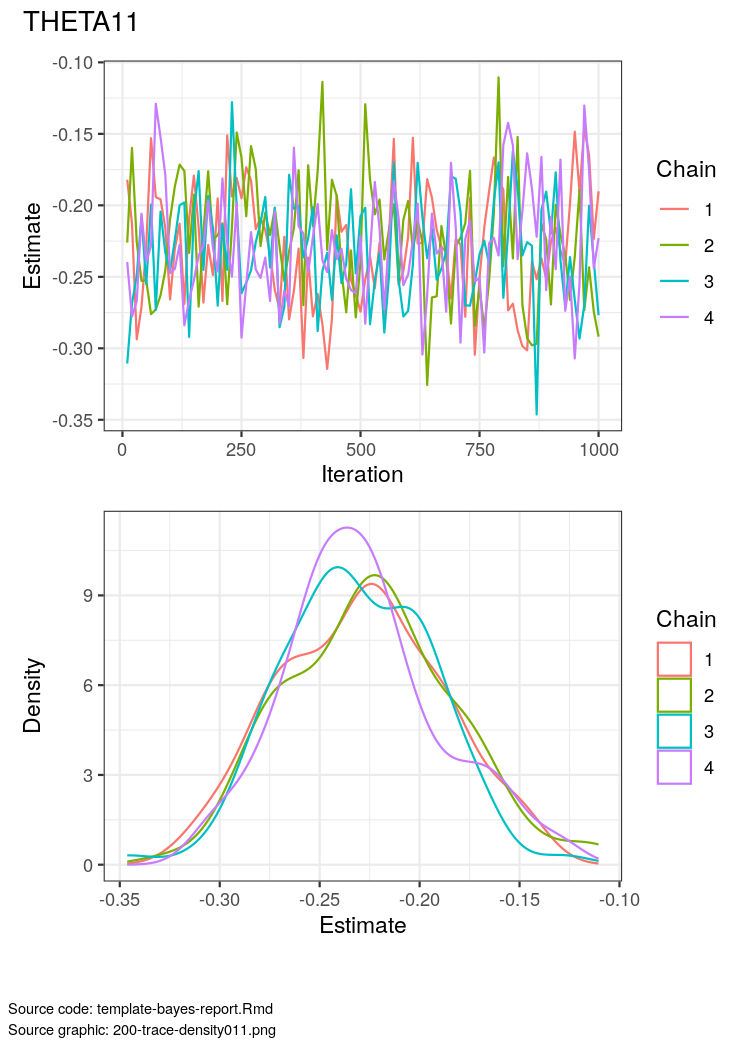 THETA11
-0.10
-0.15
-0.20
-0.25
-0.30
-0.35
Estimate
0 250 500 750 1000
Iteration
Chain
1
2
3
4
9
6
3
0
Density
-0.35 -0.30 -0.25 -0.20 -0.15 -0.10
Estimate
Chain
1
2
3
4
Source code: template-bayes-report.Rmd
Source graphic: 200-trace-density011.png